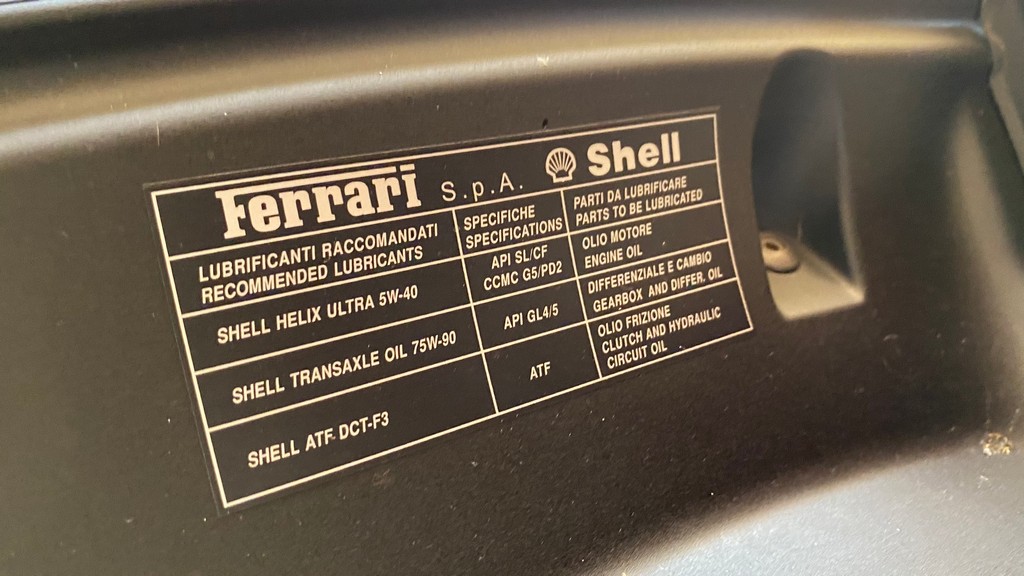 Ferrari S.p.A. Shell
LUBRIFICANTI RACCOMANDATI
RECOMMENDED LUBRICANTS
SPECIFICHE
SPECIFICATIONS
PARTI DA LUBRIFICARE
PARTS TO BE LUBRICATED
SHELL HELIX ULTRA 5W-40
API SL/CF
CCMC G5/PD2
OLIO MOTORE
ENGINE OIL
SHELL TRANSAXLE OIL 75W-90
API GL4/5
DIFFERENZIALE E CAMBIO
GEARBOX AND DIFFER. OIL
SHELL ATF DCT-F3
ATF
OLIO FRIZIONE
CLUTCH AND HYDRAULIC
CIRCUIT OIL